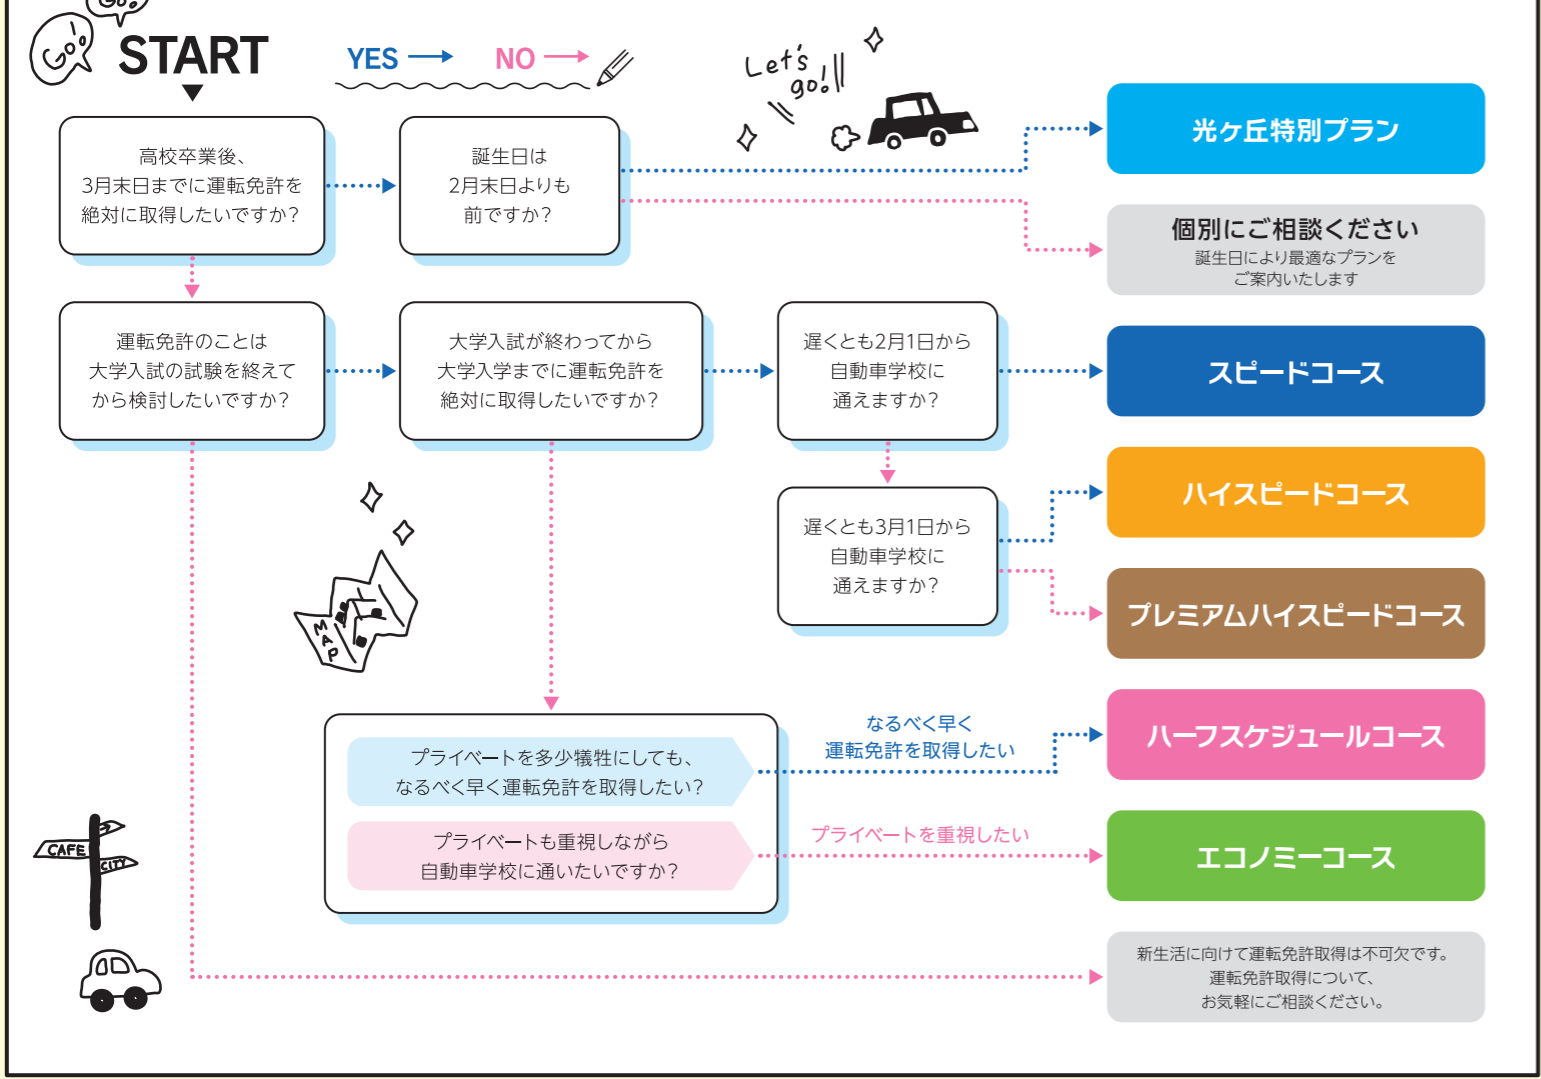 Go!
Go!
START
YES
NO
Let's
go!
高校卒業後、
3月末日までに運転免許を
絶対に取得したいですか?
誕生日は
2月末日よりも
前ですか?
光ヶ丘特別プラン
個別にご相談ください
誕生日により最適なプランを
ご案内いたします
運転免許のことは
大学入試の試験を終えて
から検討したいですか?
大学入試が終わってから
大学入学までに運転免許を
絶対に取得したいですか?
遅くとも2月1日から
自動車学校に
通えますか?
スピードコース
遅くとも3月1日から
自動車学校に
通えますか?
ハイスピードコース
プレミアムハイスピードコース
MAP
プライベートを多少犠牲にしても、
なるべく早く運転免許を取得したい?
なるべく早く
運転免許を取得したい
ハーフスケジュールコース
プライベートも重視しながら
自動車学校に通いたいですか?
プライベートを重視したい
エコノミーコース
CAFE
CITY
新生活に向けて運転免許取得は不可欠です。
運転免許取得について、
お気軽にご相談ください。